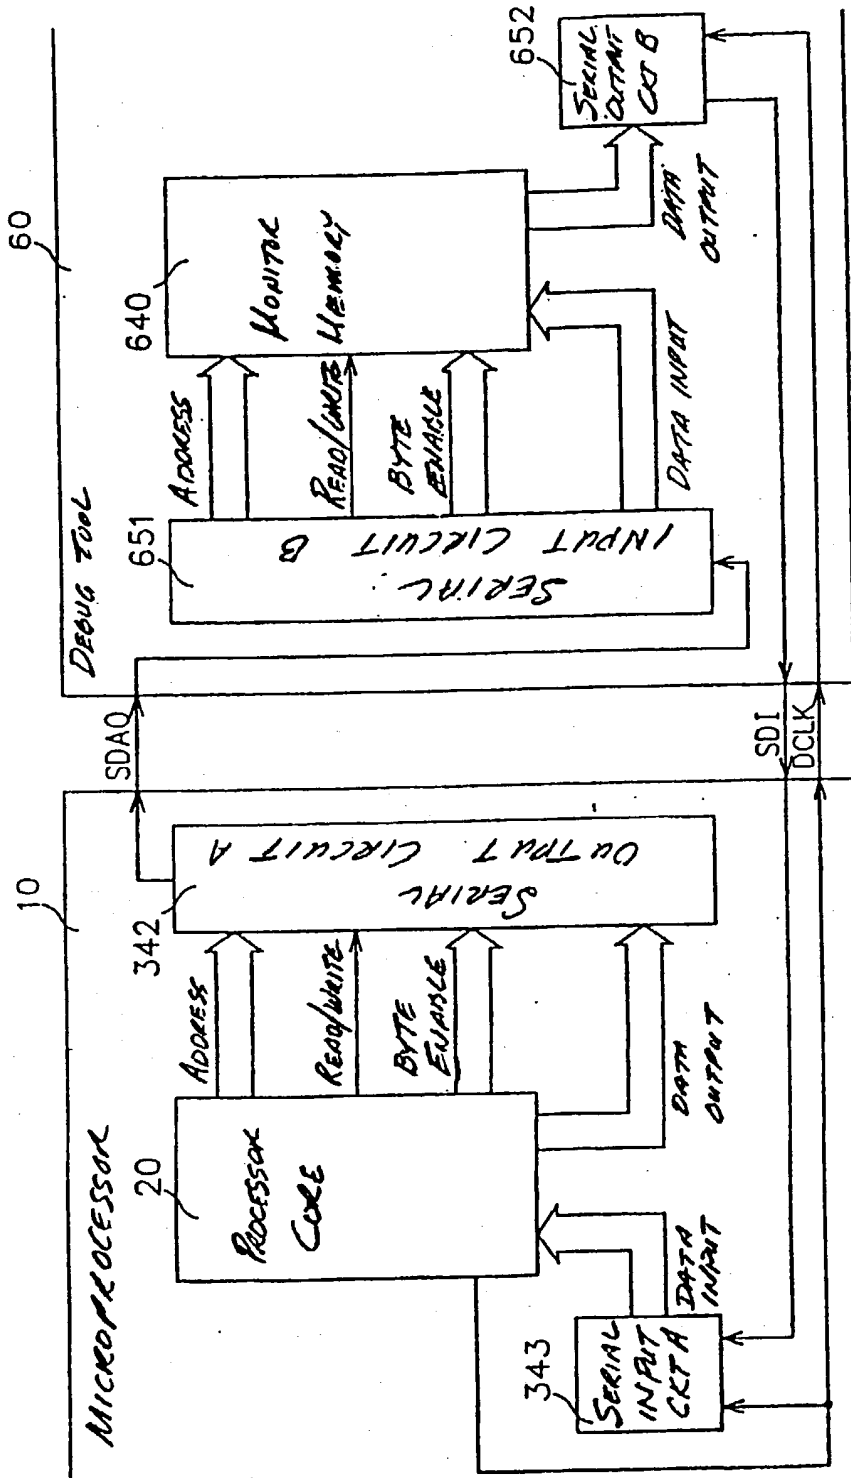 MICROPROCESSOR
10
20
PROCESSOR
CORE
ADDRESS
READ/WRITE
BYTE
ENABLE
DATA
OUTPUT
342
SERIAL
OUTPUT CIRCUIT A
343
SERIAL
INPUT
CKT A
DATA
INPUT
SDAO
SDI
DCLK
DEBUG TOOL
60
651
SERIAL
INPUT CIRCUIT B
ADDRESS
READ/WRITE
BYTE
ENABLE
DATA INPUT
640
MONITOR
MEMORY
DATA
OUTPUT
652
SERIAL
OUTPUT
CKT B